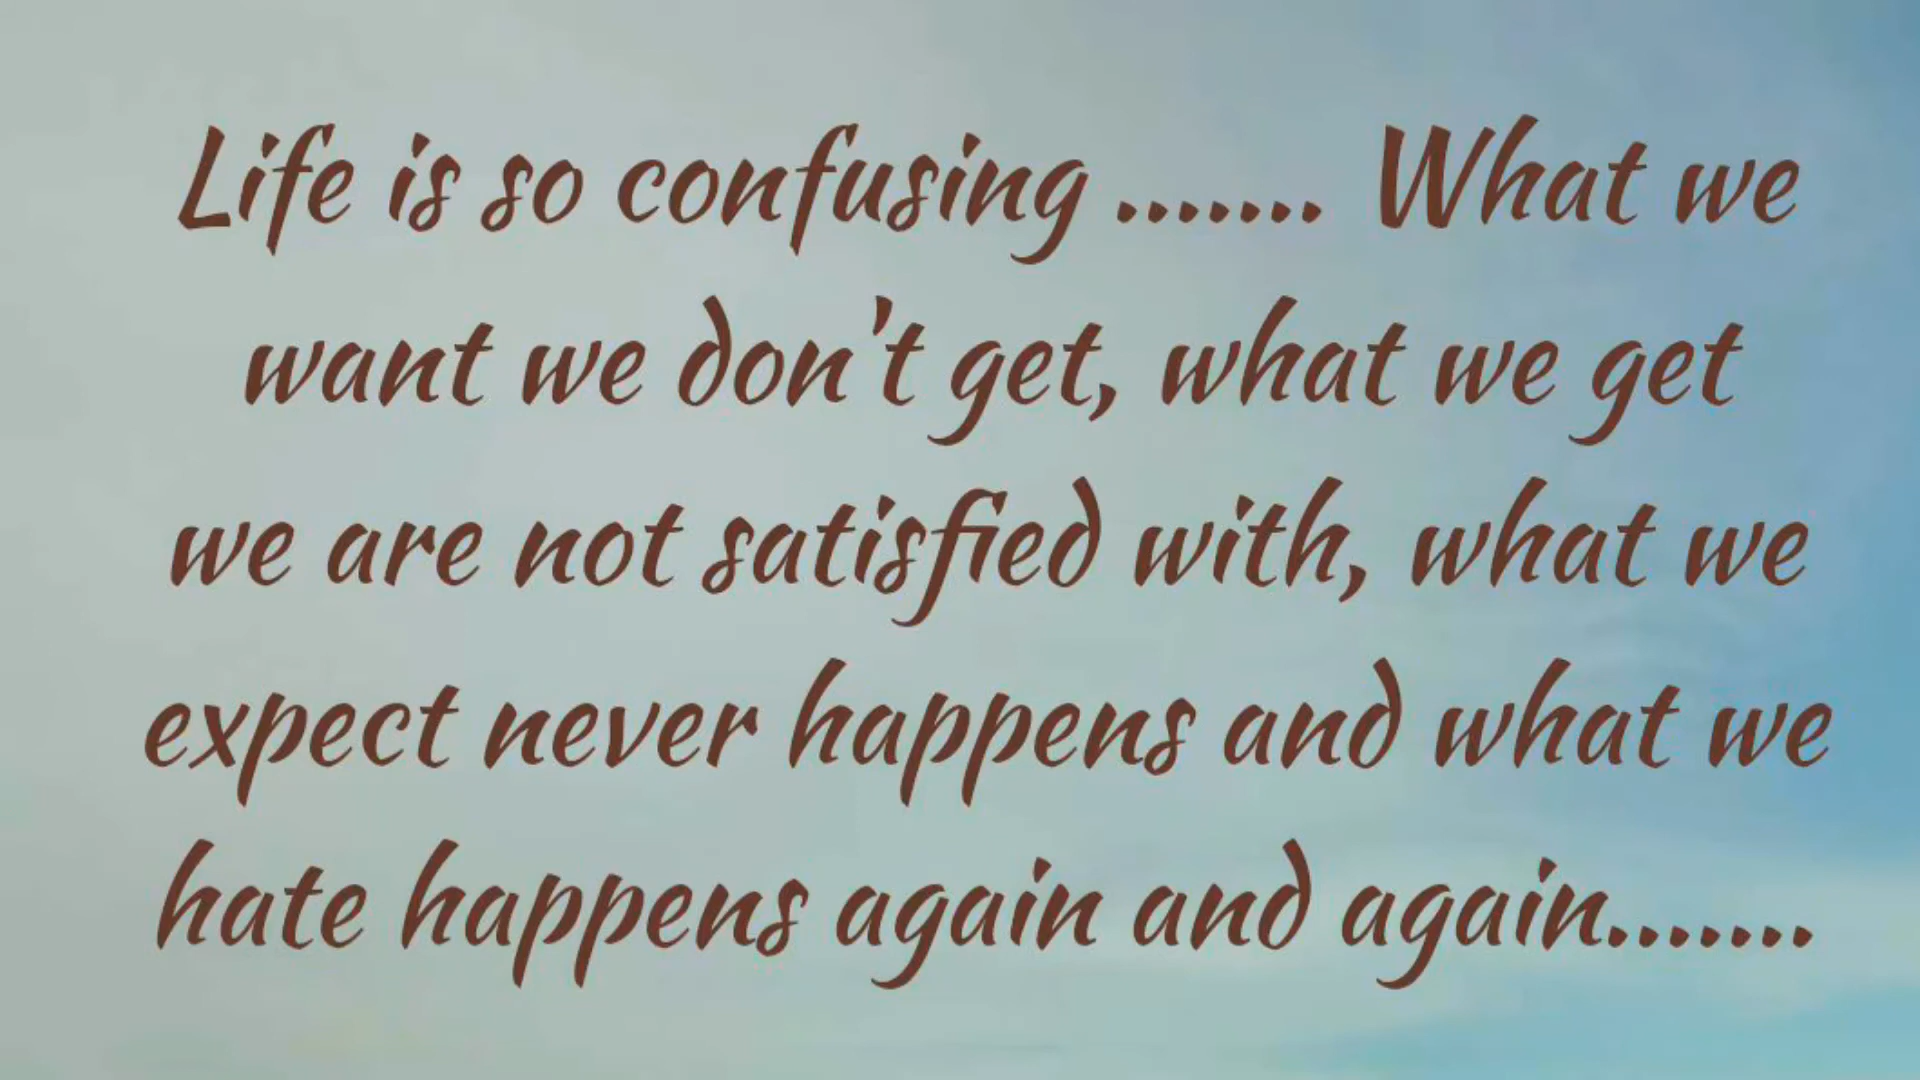 Life is so confusing ....... What we
want we don't get, what we get
we are not satisfied with, what we
expect never happens and what we
hate happens again and again.......